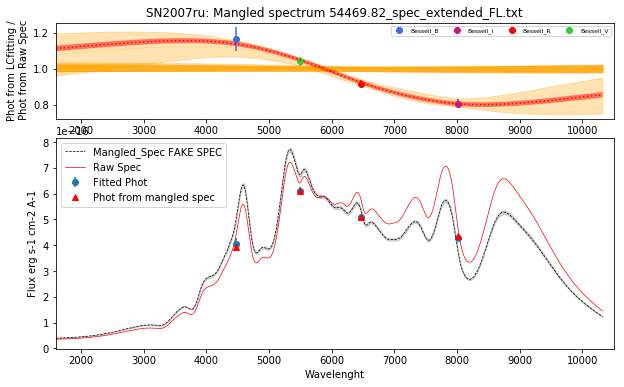 SN2007ru: Mangled spectrum 54469.82_spec_extended_FL.txt
Phot from LCfitting /
Phot from Raw Spec
1.2
1.0
0.8
Bessell_B
Bessell_I
Bessell_R
Bessell_V
2000 3000 4000 5000 6000 7000 8000 9000 10000
Flux erg s-1 cm-2 A-1
8
7
6
5
4
3
2
1
0
Mangled_Spec FAKE SPEC
Raw Spec
Fitted Phot
Phot from mangled spec
2000 3000 4000 5000 6000 7000 8000 9000 10000
Wavelenght